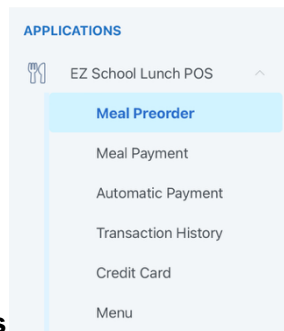 APPLICATIONS
EZ School Lunch POS
Meal Preorder
Meal Payment
Automatic Payment
Transaction History
Credit Card
Menu
s